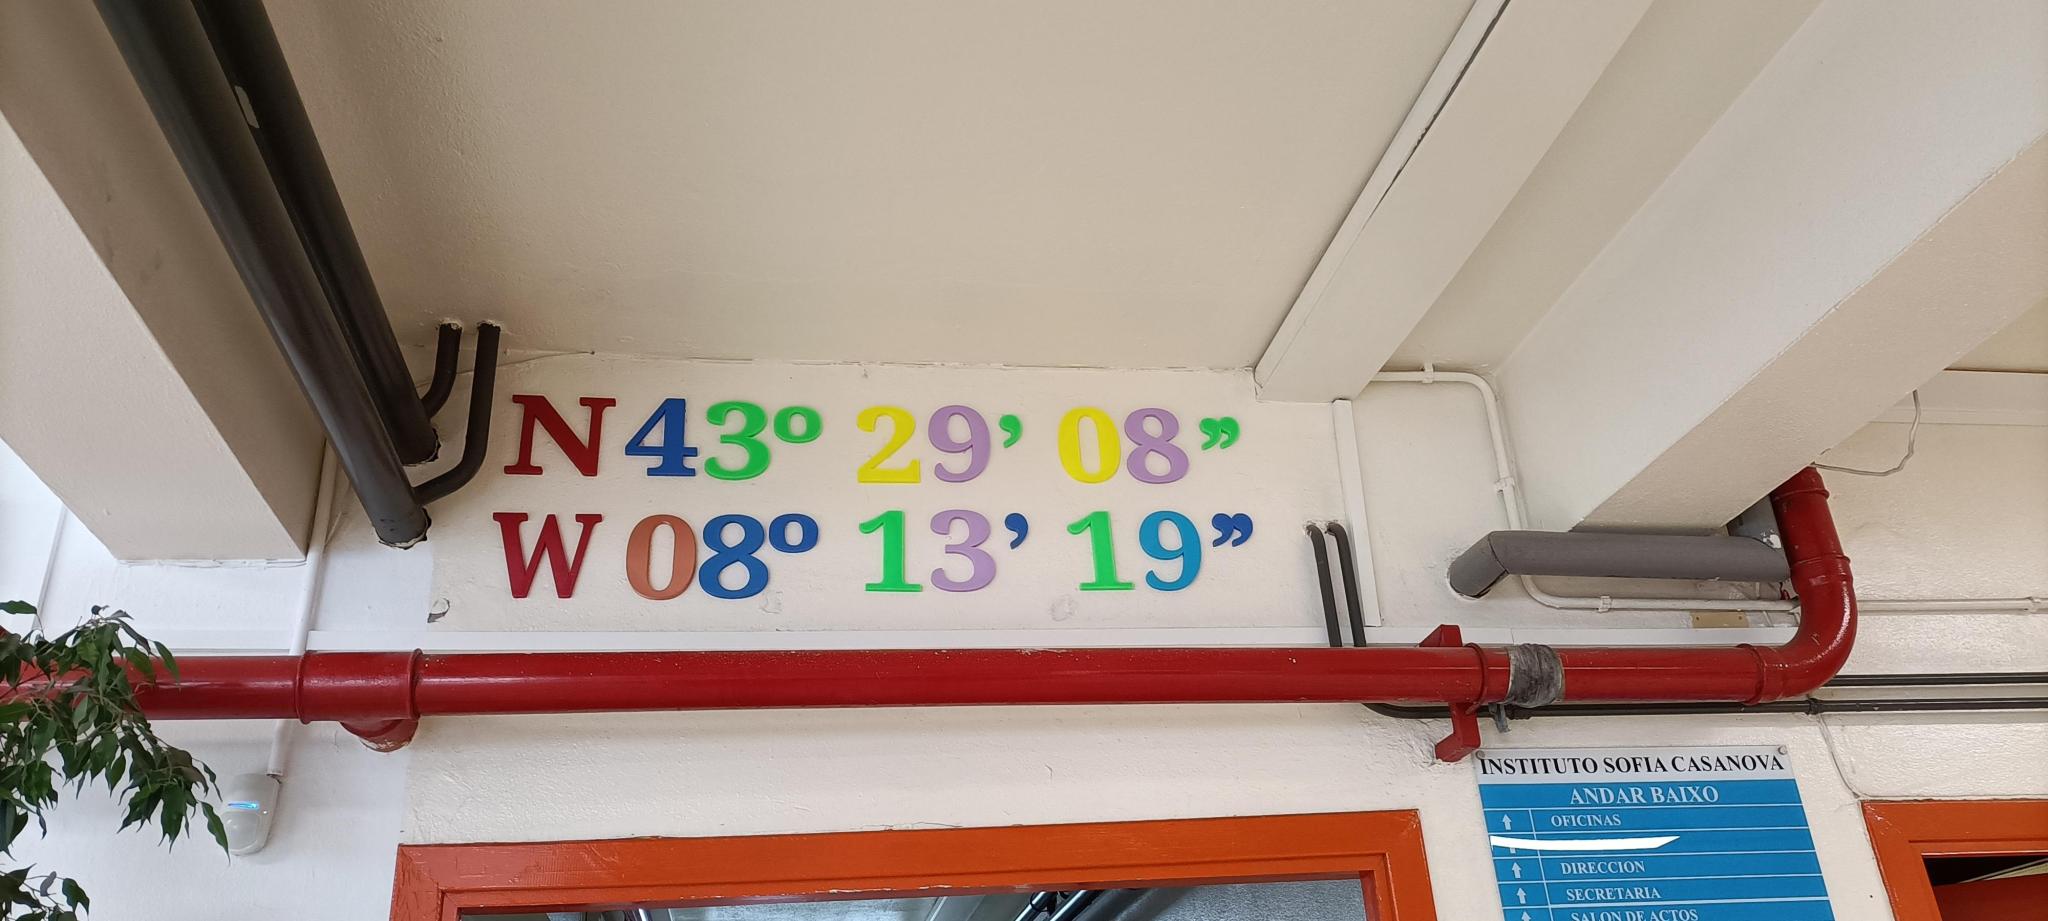 N 43º 29’ 08”
W 08º 13’ 19”
INSTITUTO SOFIA CASANOVA
ANDAR BAIXO
OFICINAS
DIRECCION
SECRETARIA
SALON DE ACTOS